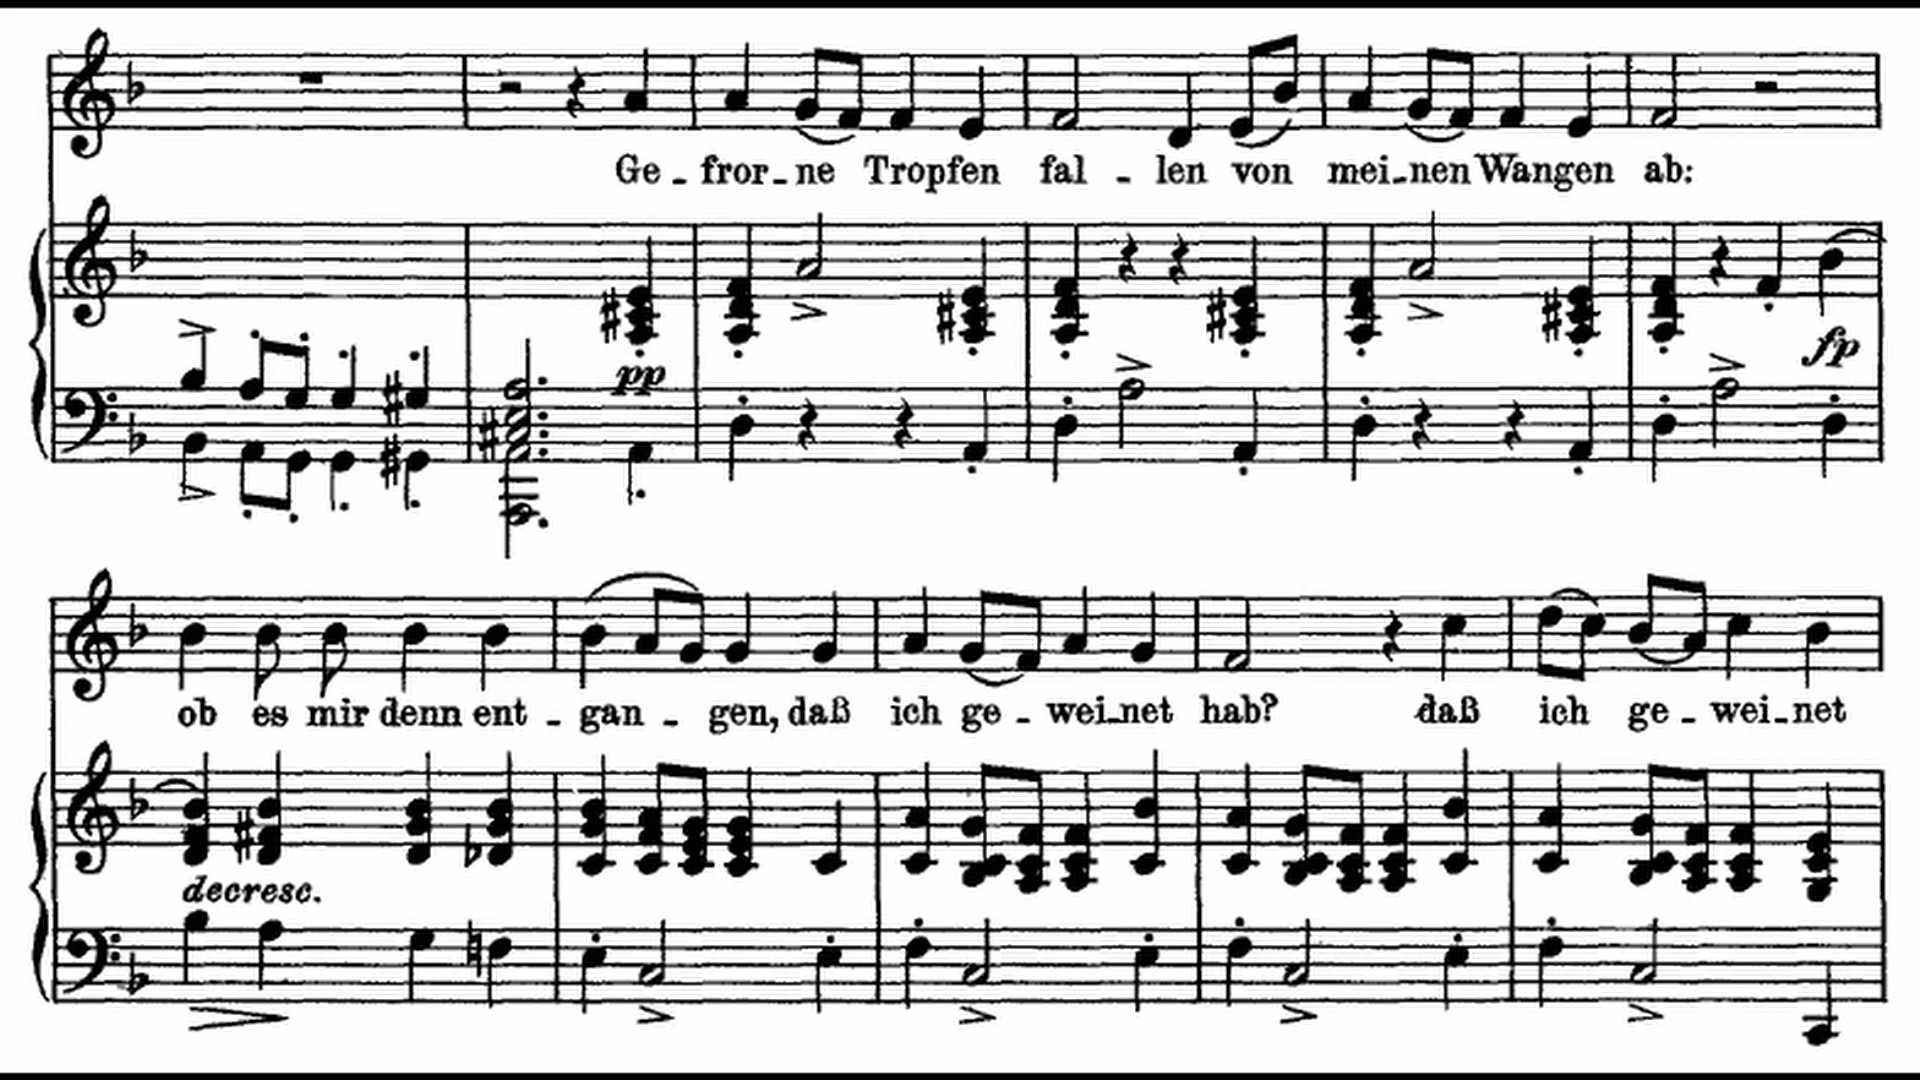 Ge - fror - ne Tropfen fal - len von mei - nen Wangen ab:
pp
fp
ob es mir denn ent - gan - gen, daß ich ge - wei - net hab? daß ich ge - wei - net
decresc.